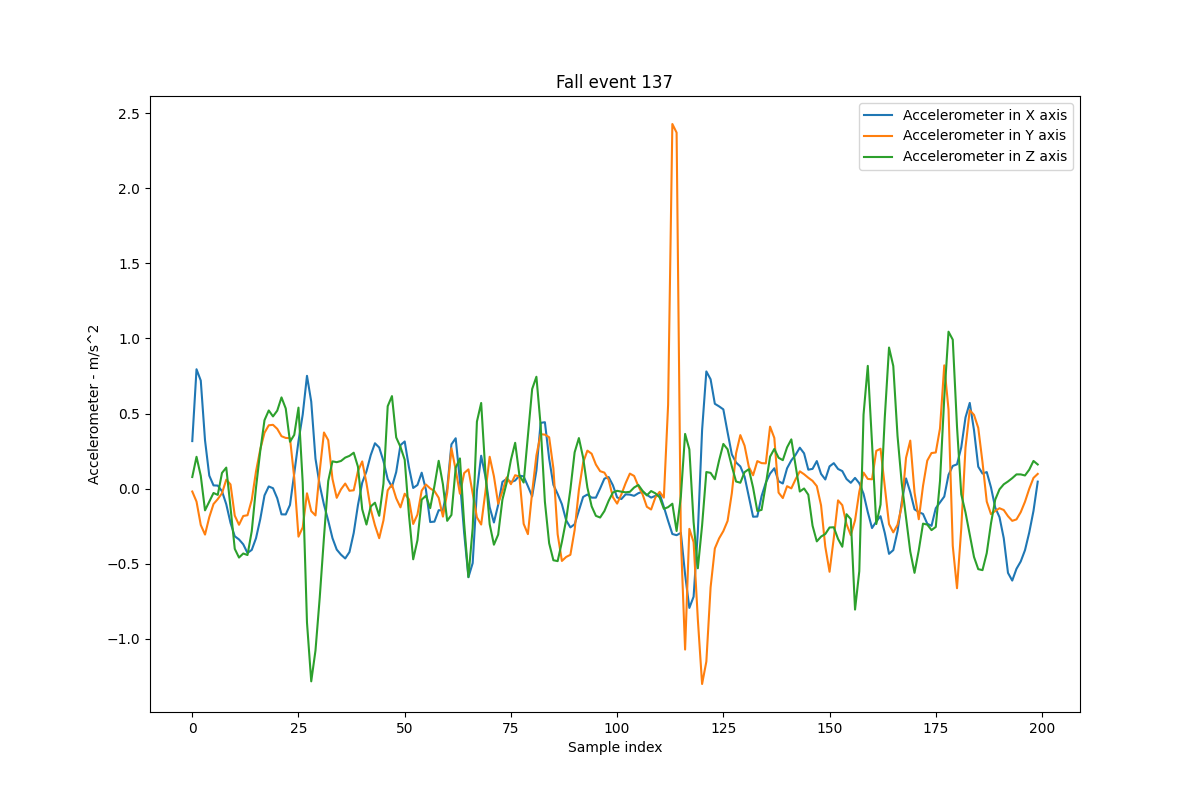 Fall event 137
Accelerometer in X axis
Accelerometer in Y axis
Accelerometer in Z axis
2.5
2.0
1.5
1.0
0.5
0.0
−0.5
−1.0
Accelerometer - m/s^2
0 25 50 75 100 125 150 175 200
Sample index